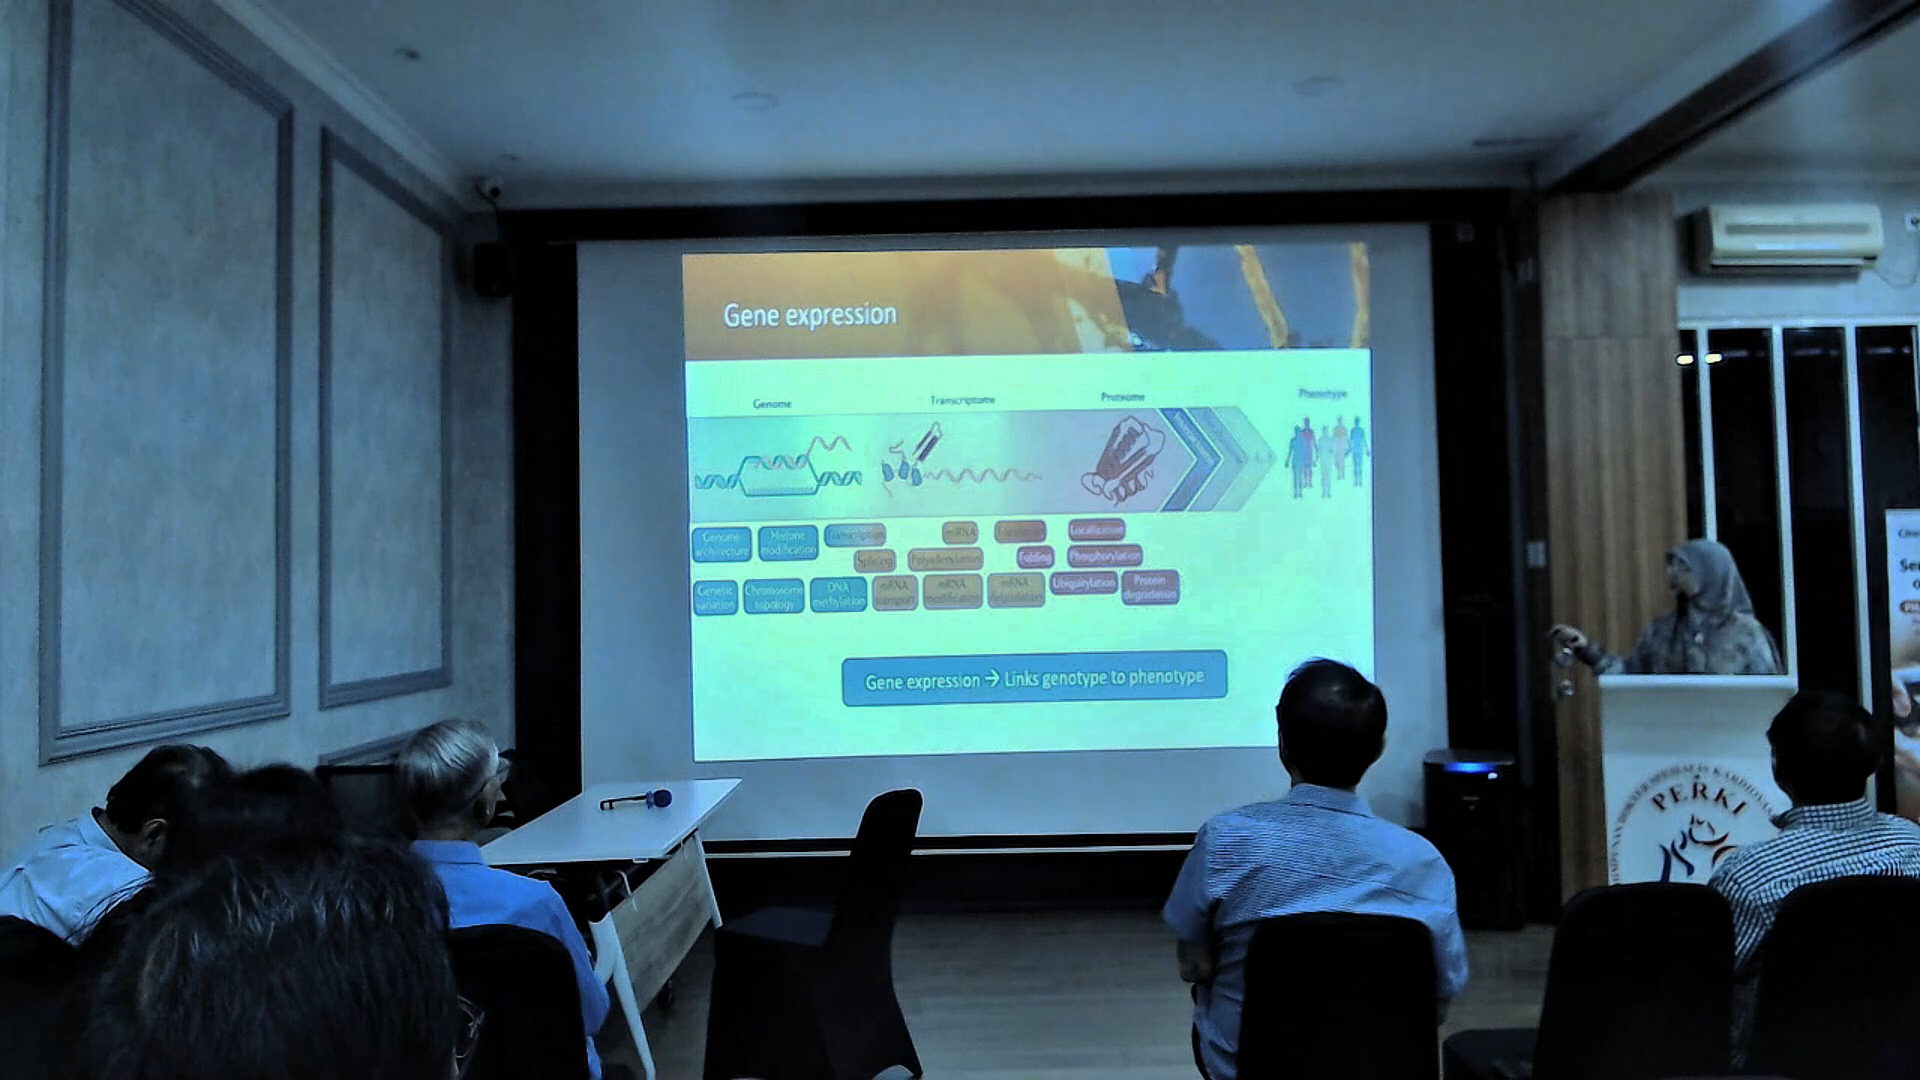 Gene expression
Genome
Transcriptome
Proteome
Phenotype
Genome
architecture
Histone
modification
Transcription
mRNA
Localization
Splicing
Polyadenylation
Folding
Phosphorylation
Genetic
variation
Chromosome
topology
DNA
methylation
mRNA
transport
mRNA
modification
mRNA
degradation
Ubiquitylation
Protein
degradation
Gene expression → Links genotype to phenotype
PERKI